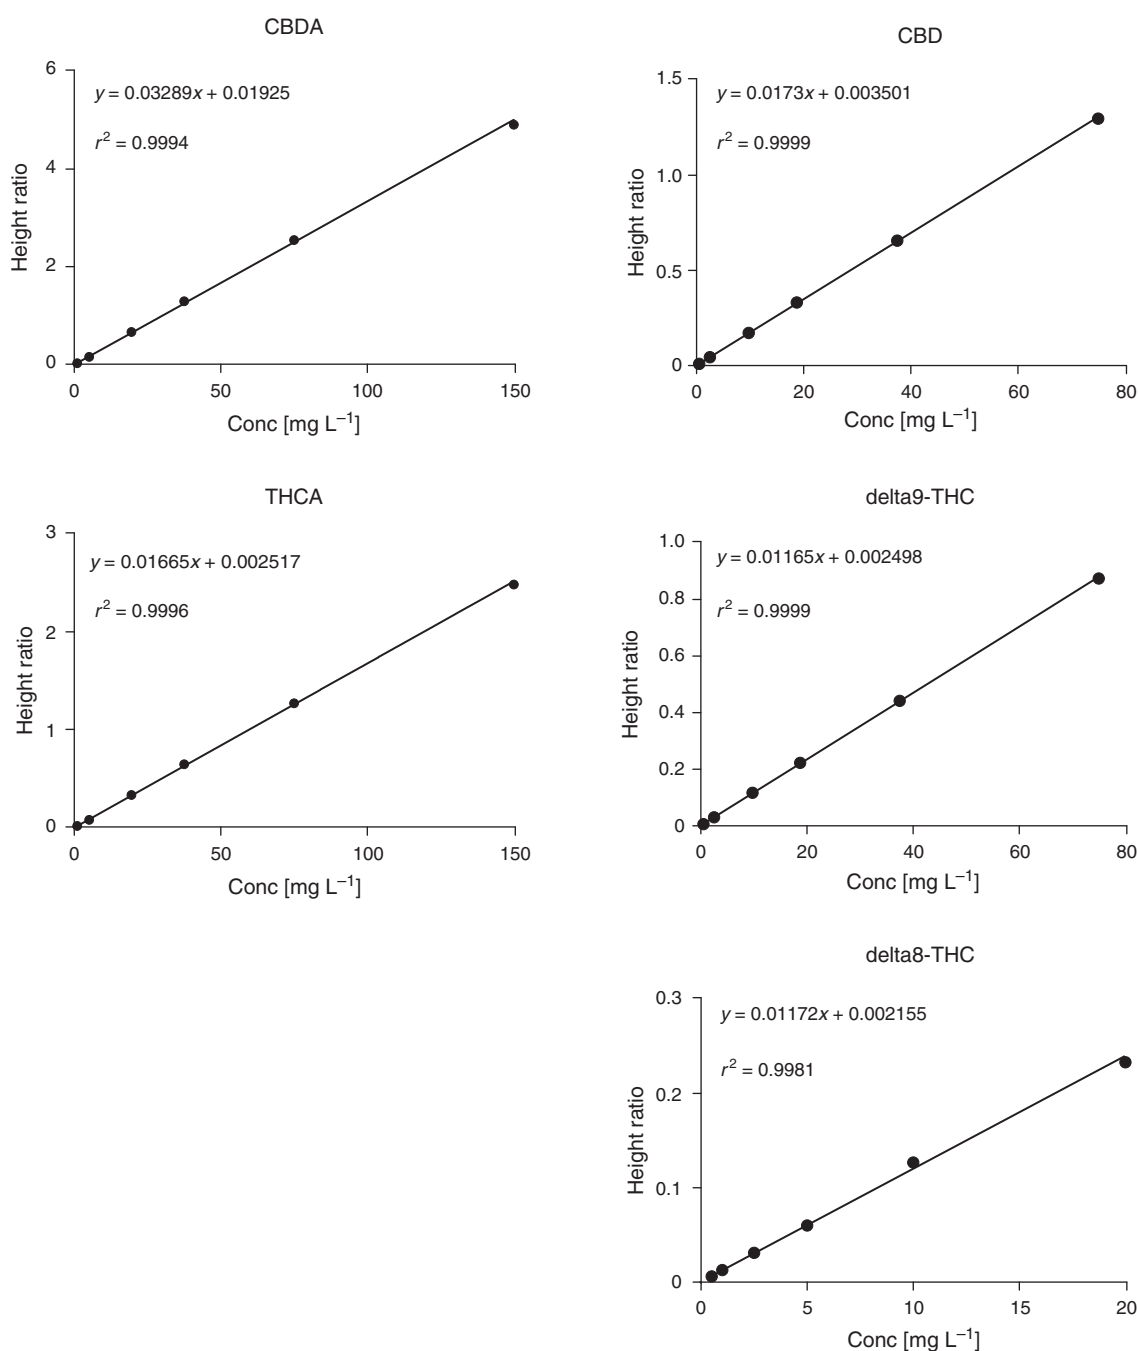 CBDA
y = 0.03289x + 0.01925
r² = 0.9994
Height ratio
6
4
2
0
0 50 100 150
Conc [mg L⁻¹]
CBD
y = 0.0173x + 0.003501
r² = 0.9999
Height ratio
1.5
1.0
0.5
0
0 20 40 60 80
Conc [mg L⁻¹]
THCA
y = 0.01665x + 0.002517
r² = 0.9996
Height ratio
3
2
1
0
0 50 100 150
Conc [mg L⁻¹]
delta9-THC
y = 0.01165x + 0.002498
r² = 0.9999
Height ratio
1.0
0.8
0.6
0.4
0.2
0
0 20 40 60 80
Conc [mg L⁻¹]
delta8-THC
y = 0.01172x + 0.002155
r² = 0.9981
Height ratio
0.3
0.2
0.1
0
0 5 10 15 20
Conc [mg L⁻¹]